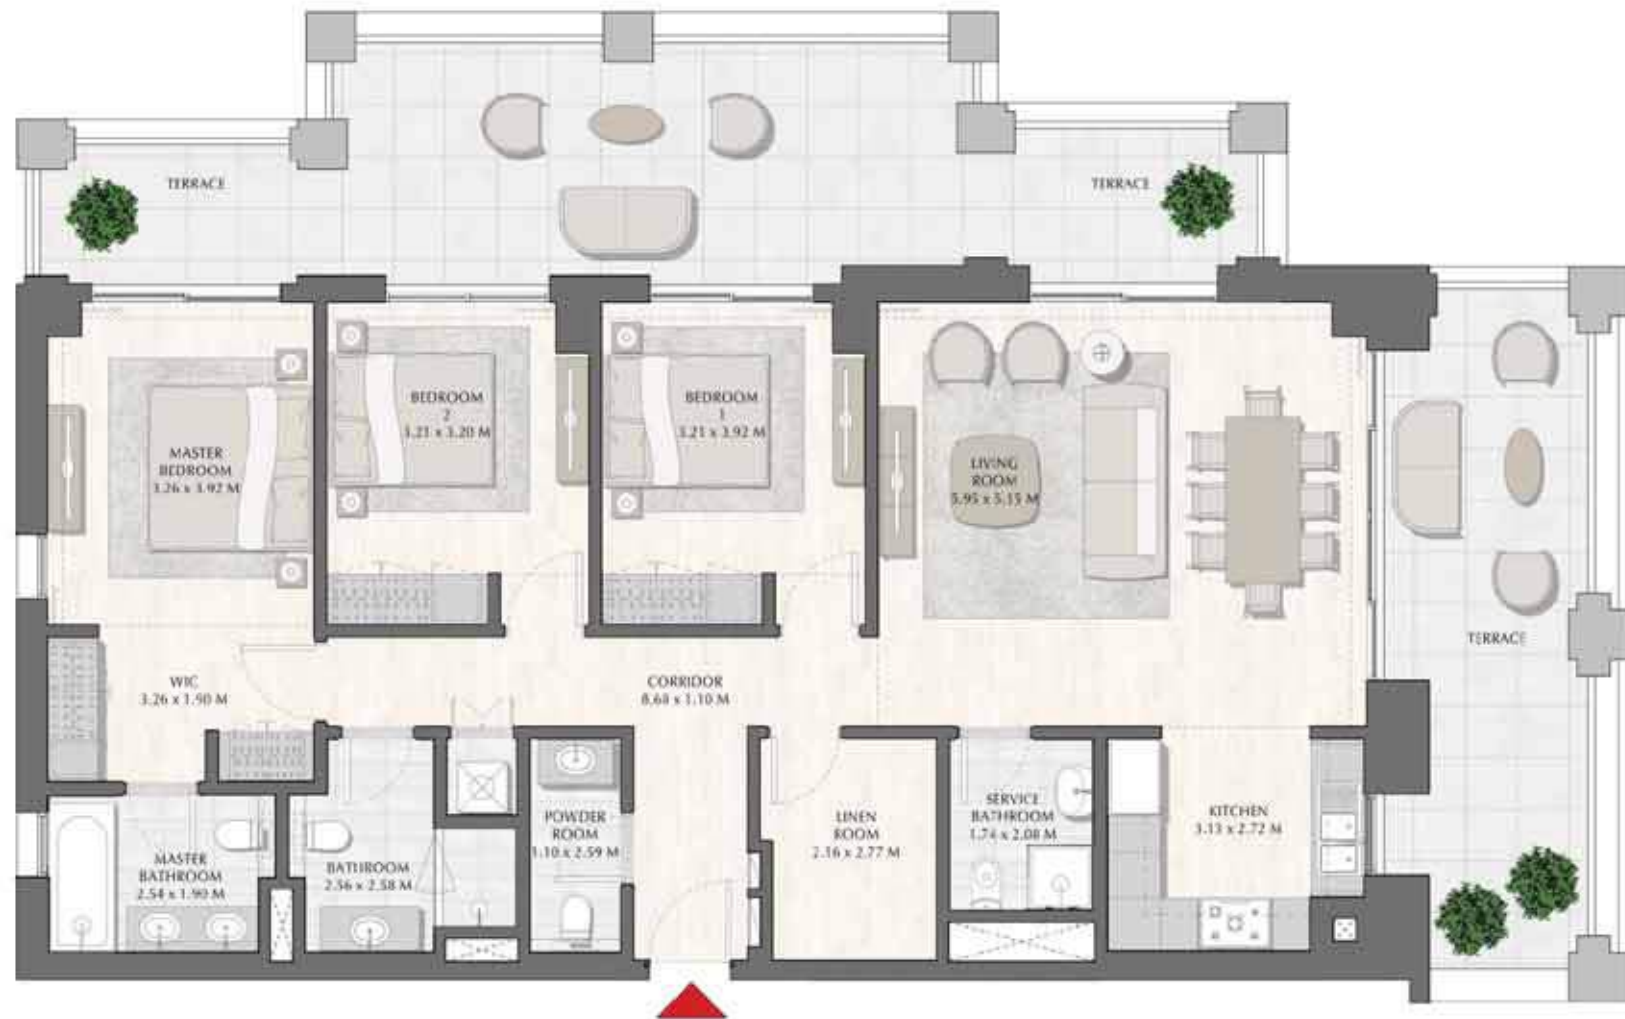 TERRACE
TERRACE
BEDROOM
2
3.21 x 3.20 M
BEDROOM
1
3.21 x 3.92 M
MASTER
BEDROOM
3.26 x 3.92 M
LIVING
ROOM
5.95 x 5.15 M
TERRACE
WIC
3.26 x 1.90 M
CORRIDOR
8.68 x 1.10 M
POWDER
ROOM
1.10 x 2.59 M
LINEN
ROOM
2.16 x 2.77 M
SERVICE
BATHROOM
1.74 x 2.08 M
KITCHEN
3.13 x 2.72 M
MASTER
BATHROOM
2.54 x 1.90 M
BATHROOM
2.56 x 2.58 M